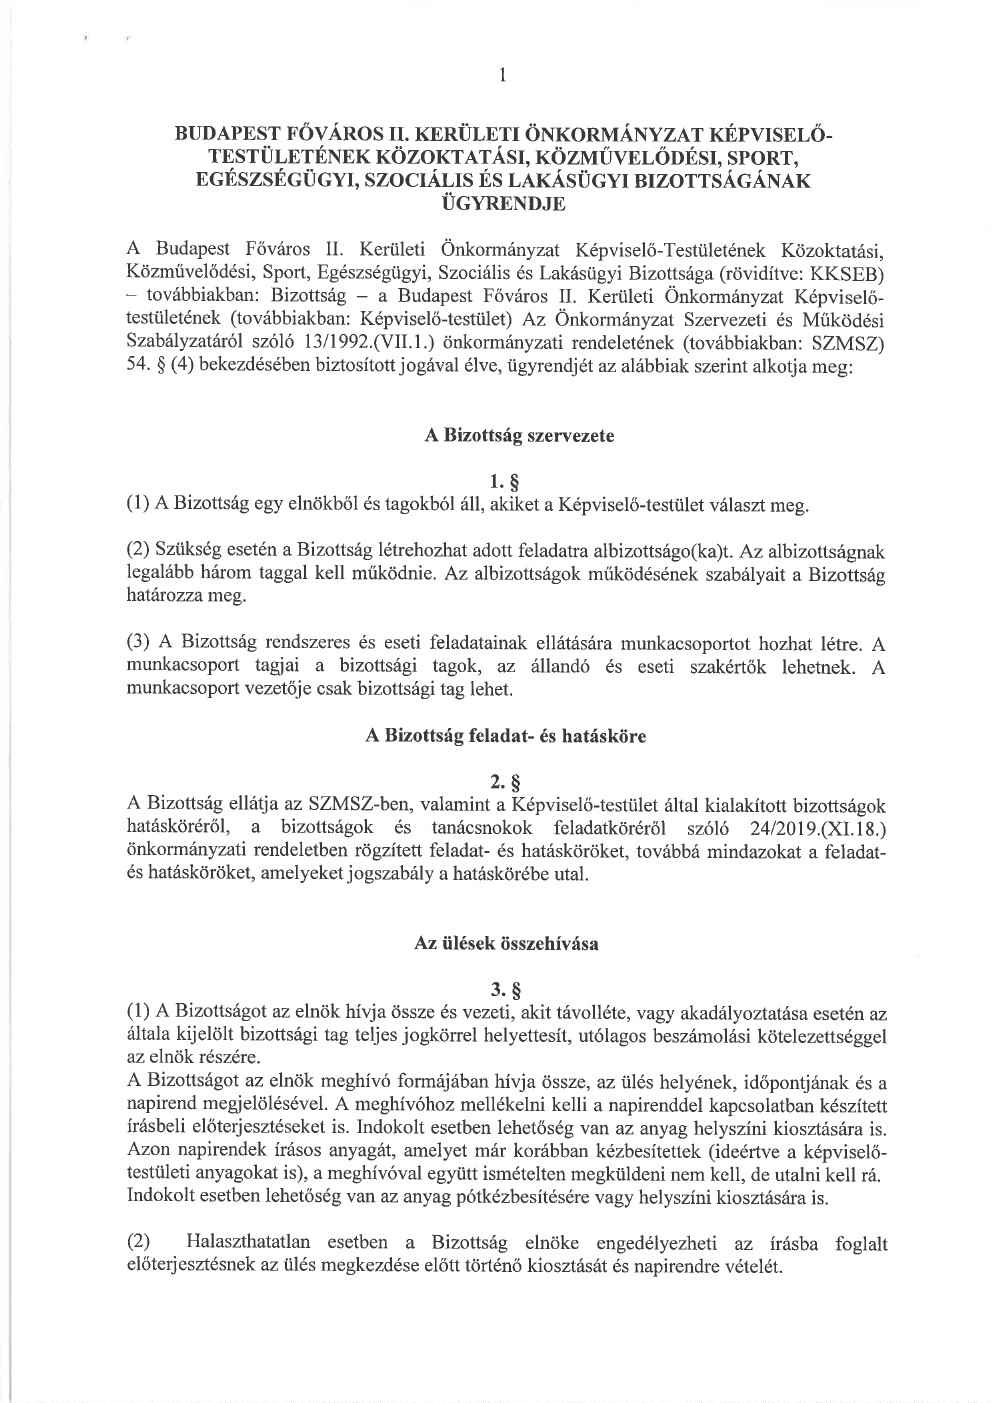 1
BUDAPEST FŐVÁROS II. KERÜLETI ÖNKORMÁNYZAT KÉPVISELŐ-
TESTÜLETÉNEK KÖZOKTATÁSI, KÖZMŰVELŐDÉSI, SPORT,
EGÉSZSÉGÜGYI, SZOCIÁLIS ÉS LAKÁSÜGYI BIZOTTSÁGÁNAK
ÜGYRENDJE
A Budapest Főváros II. Kerületi Önkormányzat Képviselő-Testületének Közoktatási,
Közművelődési, Sport, Egészségügyi, Szociális és Lakásügyi Bizottsága (rövidítve: KKSEB)
– továbbiakban: Bizottság – a Budapest Főváros II. Kerületi Önkormányzat Képviselő-
testületének (továbbiakban: Képviselő-testület) Az Önkormányzat Szervezeti és Működési
Szabályzatáról szóló 13/1992.(VII.1.) önkormányzati rendeletének (továbbiakban: SZMSZ)
54. § (4) bekezdésében biztosított jogával élve, ügyrendjét az alábbiak szerint alkotja meg:
A Bizottság szervezete
1. §
(1) A Bizottság egy elnökből és tagokból áll, akiket a Képviselő-testület választ meg.
(2) Szükség esetén a Bizottság létrehozhat adott feladatra albizottságo(ka)t. Az albizottságnak
legalább három taggal kell működnie. Az albizottságok működésének szabályait a Bizottság
határozza meg.
(3) A Bizottság rendszeres és eseti feladatainak ellátására munkacsoportot hozhat létre. A
munkacsoport tagjai a bizottsági tagok, az állandó és eseti szakértők lehetnek. A
munkacsoport vezetője csak bizottsági tag lehet.
A Bizottság feladat- és hatásköre
2. §
A Bizottság ellátja az SZMSZ-ben, valamint a Képviselő-testület által kialakított bizottságok
hatásköréről, a bizottságok és tanácsnokok feladatköréről szóló 24/2019.(XI.18.)
önkormányzati rendeletben rögzített feladat- és hatásköröket, továbbá mindazokat a feladat-
és hatásköröket, amelyeket jogszabály a hatáskörébe utal.
Az ülések összehívása
3. §
(1) A Bizottságot az elnök hívja össze és vezeti, akit távolléte, vagy akadályoztatása esetén az
általa kijelölt bizottsági tag teljes jogkörrel helyettesít, utólagos beszámolási kötelezettséggel
az elnök részére.
A Bizottságot az elnök meghívó formájában hívja össze, az ülés helyének, időpontjának és a
napirend megjelölésével. A meghívóhoz mellékelni kelli a napirenddel kapcsolatban készített
írásbeli előterjesztéseket is. Indokolt esetben lehetőség van az anyag helyszíni kiosztására is.
Azon napirendek írásos anyagát, amelyet már korábban kézbesítettek (ideértve a képviselő-
testületi anyagokat is), a meghívóval együtt ismételten megküldeni nem kell, de utalni kell rá.
Indokolt esetben lehetőség van az anyag pótkézbesítésére vagy helyszíni kiosztására is.
(2) Halaszthatatlan esetben a Bizottság elnöke engedélyezheti az írásba foglalt
előterjesztésnek az ülés megkezdése előtt történő kiosztását és napirendre vételét.